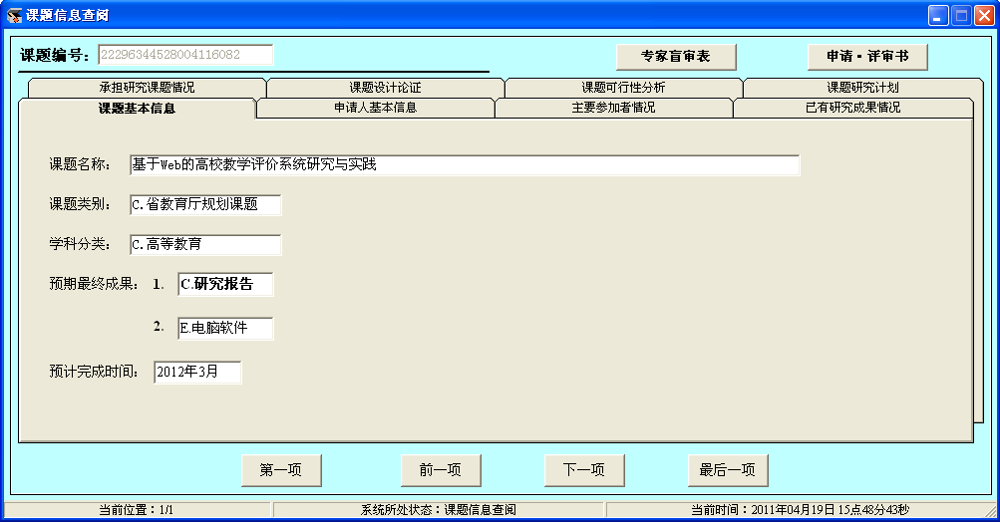 课题信息查阅
课题编号： 22296344528004116082 专家盲审表 申请·评审书
承担研究课题情况 课题设计论证 课题可行性分析 课题研究计划
课题基本信息 申请人基本信息 主要参加者情况 已有研究成果情况
课题名称： 基于Web的高校教学评价系统研究与实践
课题类别： C.省教育厅规划课题
学科分类： C.高等教育
预期最终成果： 1. C.研究报告
2. E.电脑软件
预计完成时间： 2012年3月
第一项 前一项 下一项 最后一项
当前位置：1/1 系统所处状态：课题信息查阅 当前时间：2011年04月19日 15点48分43秒